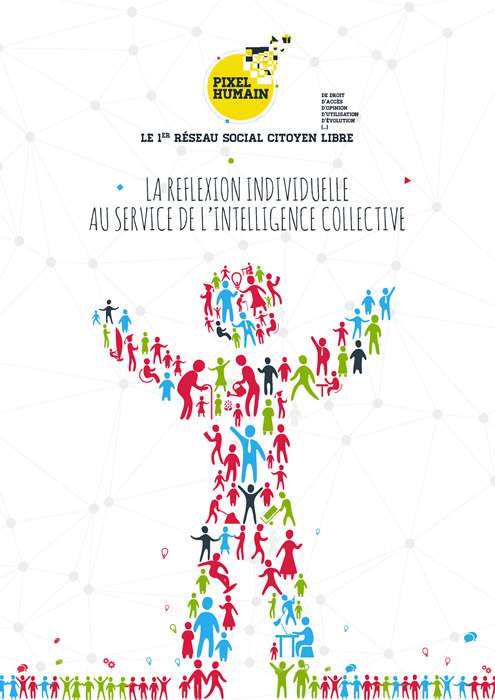 PIXEL
HUMAIN
DE DROIT
D'ACCÈS
D'OPINION
D'UTILISATION
D'ÉVOLUTION
(...)
LE 1ER RÉSEAU SOCIAL CITOYEN LIBRE
LA REFLEXION INDIVIDUELLE
AU SERVICE DE L'INTELLIGENCE COLLECTIVE